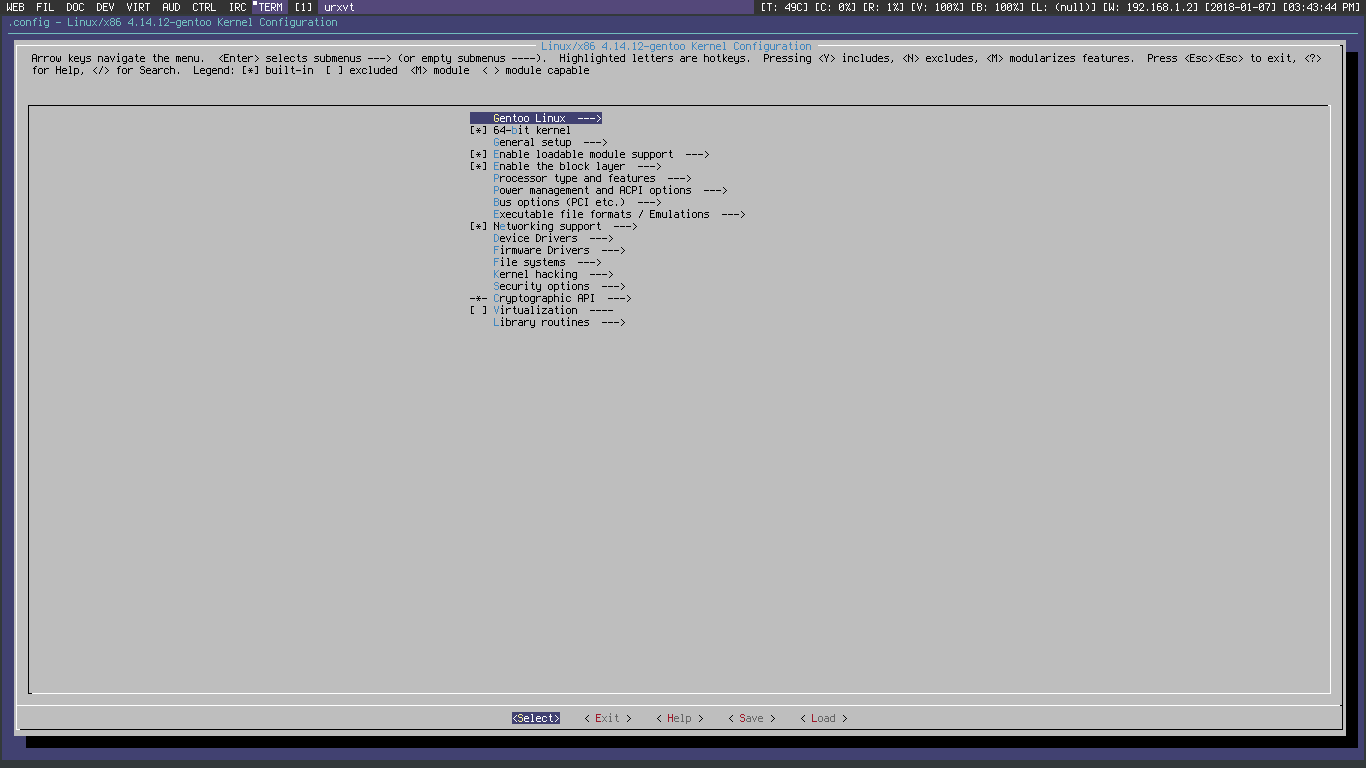 WEB FIL DOC DEV VIRT AUD CTRL IRC TERM [1] urxvt [T: 49C] [C: 0%] [R: 1%] [V: 100%] [B: 100%] [L: (null)] [W: 192.168.1.2] [2018-01-07] [03:43:44 PM]
.config - Linux/x86 4.14.12-gentoo Kernel Configuration
Linux/x86 4.14.12-gentoo Kernel Configuration
Arrow keys navigate the menu.  <Enter> selects submenus ---> (or empty submenus ----).  Highlighted letters are hotkeys.  Pressing <Y> includes, <N> excludes, <M> modularizes features.  Press <Esc><Esc> to exit, <?>
for Help, </> for Search.  Legend: [*] built-in  [ ] excluded  <M> module  < > module capable
Gentoo Linux  --->
[*] 64-bit kernel
General setup  --->
[*] Enable loadable module support  --->
[*] Enable the block layer  --->
Processor type and features  --->
Power management and ACPI options  --->
Bus options (PCI etc.)  --->
Executable file formats / Emulations  --->
[*] Networking support  --->
Device Drivers  --->
Firmware Drivers  --->
File systems  --->
Kernel hacking  --->
Security options  --->
-*- Cryptographic API  --->
[ ] Virtualization  ----
Library routines  --->
<Select>    < Exit >    < Help >    < Save >    < Load >